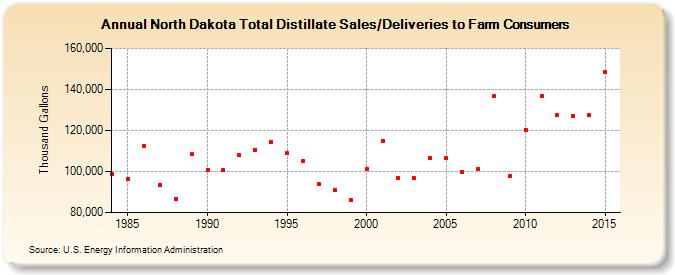 Annual North Dakota Total Distillate Sales/Deliveries to Farm Consumers
Thousand Gallons
160,000
140,000
120,000
100,000
80,000
1985 1990 1995 2000 2005 2010 2015
Source: U.S. Energy Information Administration